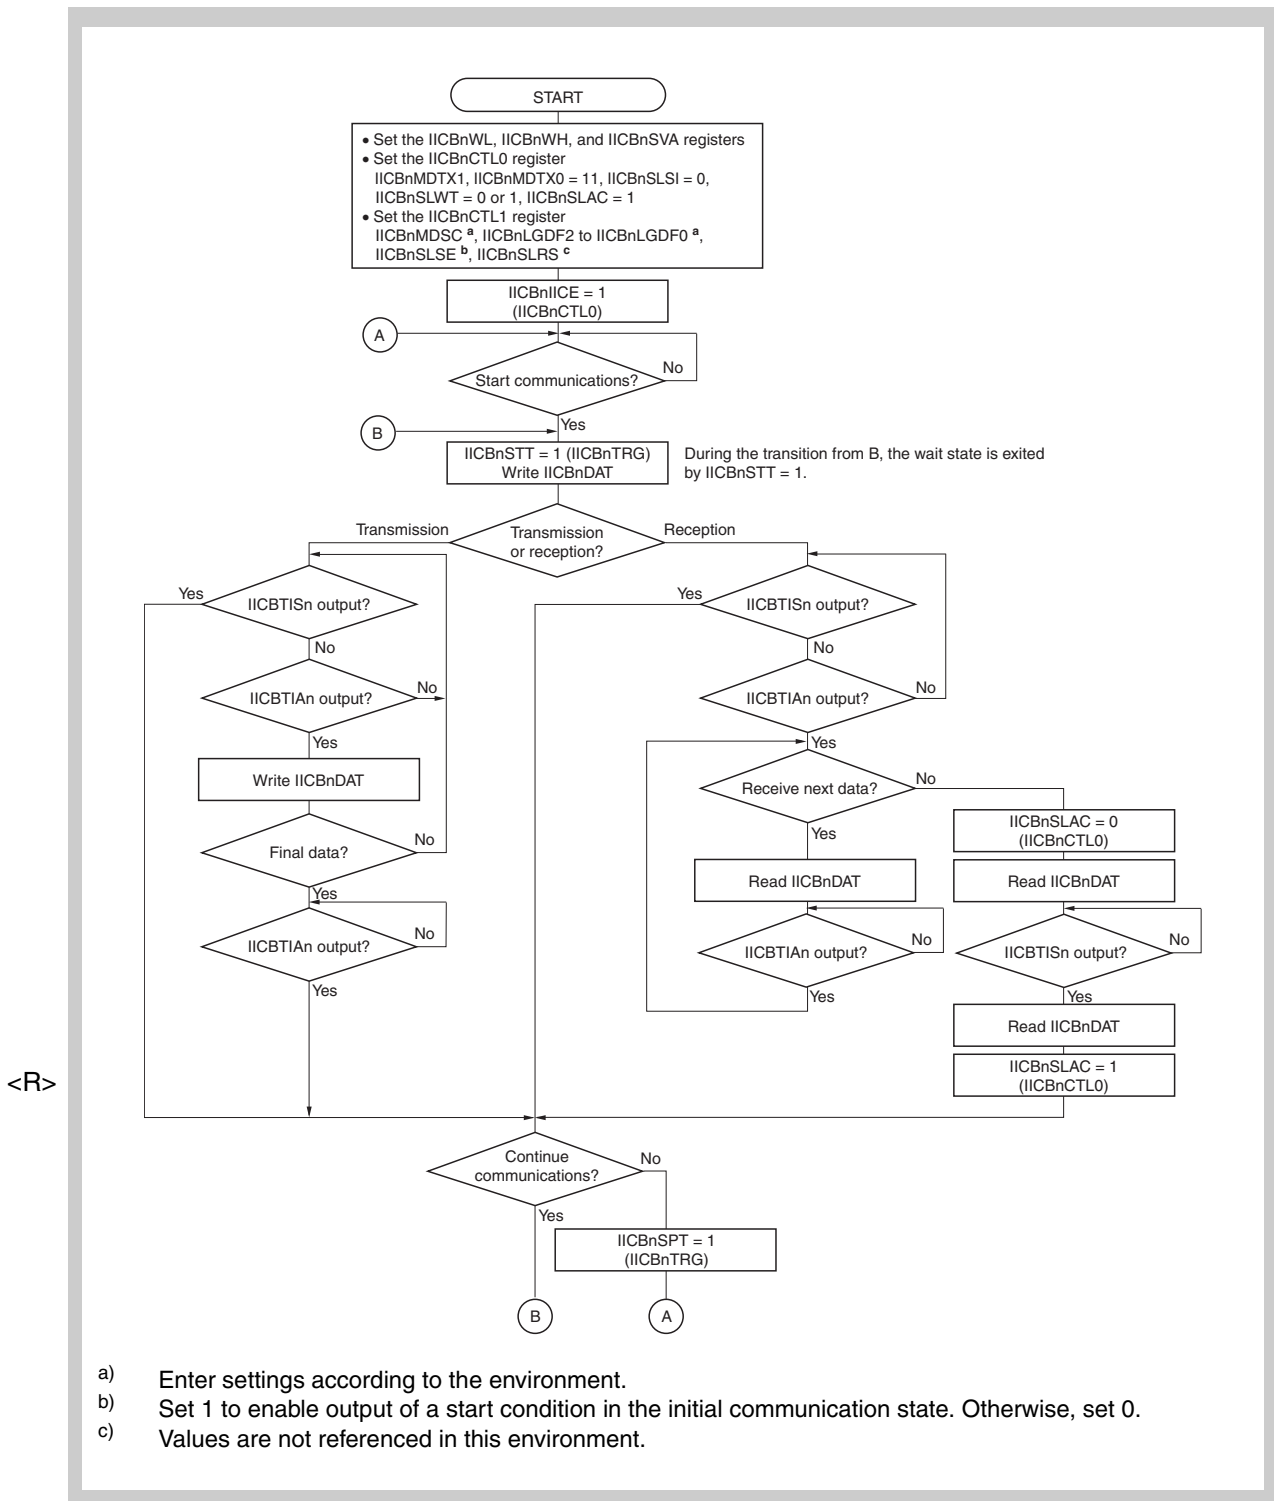 START
• Set the IICBnWL, IICBnWH, and IICBnSVA registers
• Set the IICBnCTL0 register
IICBnMDTX1, IICBnMDTX0 = 11, IICBnSLSI = 0,
IICBnSLWT = 0 or 1, IICBnSLAC = 1
• Set the IICBnCTL1 register
IICBnMDSC a, IICBnLGDF2 to IICBnLGDF0 a,
IICBnSLSE b, IICBnSLRS c
IICBnIICE = 1
(IICBnCTL0)
A
No
Start communications?
Yes
B
IICBnSTT = 1 (IICBnTRG)
Write IICBnDAT
During the transition from B, the wait state is exited
by IICBnSTT = 1.
Transmission
Transmission
or reception?
Reception
Yes
IICBTISn output?
No
IICBTIAn output?
No
Yes
Write IICBnDAT
Final data?
No
Yes
IICBTIAn output?
No
Yes
Yes
IICBTISn output?
No
IICBTIAn output?
No
Yes
Receive next data?
No
Yes
Read IICBnDAT
IICBTIAn output?
No
Yes
IICBnSLAC = 0
(IICBnCTL0)
Read IICBnDAT
IICBTISn output?
No
Yes
Read IICBnDAT
IICBnSLAC = 1
(IICBnCTL0)
<R>
Continue
communications?
No
Yes
IICBnSPT = 1
(IICBnTRG)
B
A
a) Enter settings according to the environment.
b) Set 1 to enable output of a start condition in the initial communication state. Otherwise, set 0.
c) Values are not referenced in this environment.